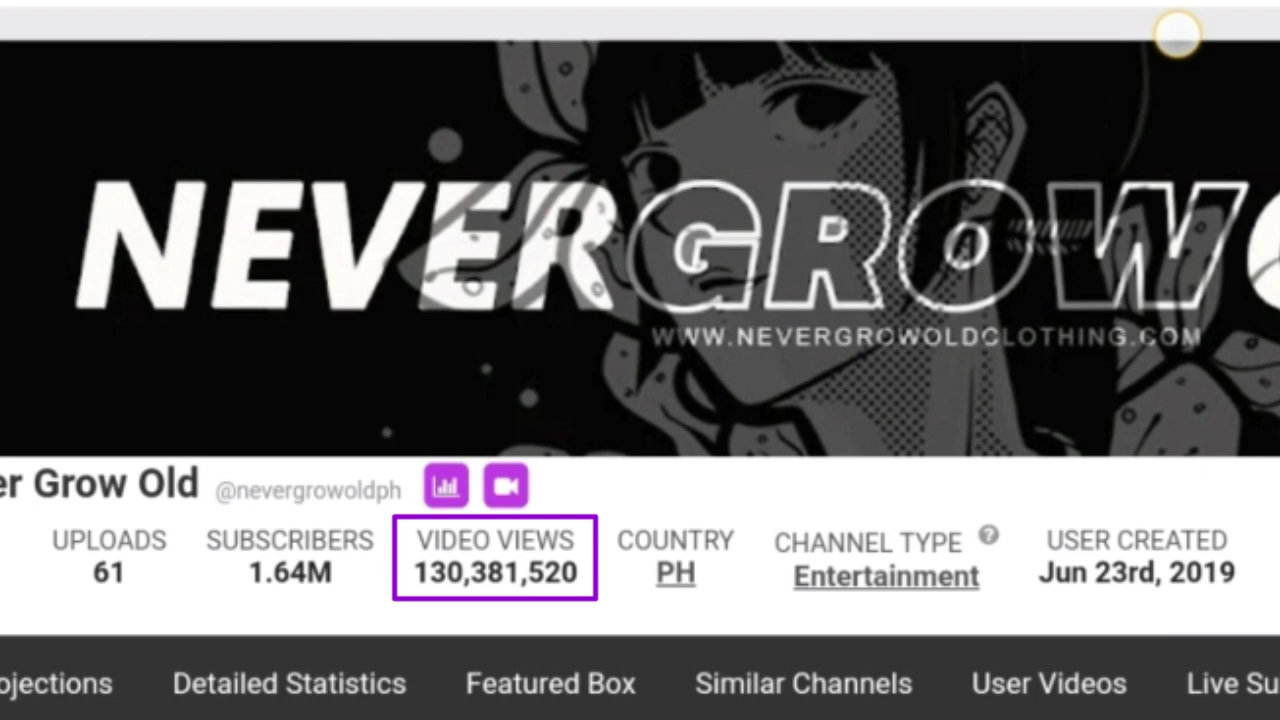 NEVER GROW
WWW.NEVERGROWOLDCLOTHING.COM
er Grow Old @nevergrowoldph
UPLOADS SUBSCRIBERS VIDEO VIEWS COUNTRY CHANNEL TYPE ? USER CREATED
61 1.64M 130,381,520 PH Entertainment Jun 23rd, 2019
ojections Detailed Statistics Featured Box Similar Channels User Videos Live Su